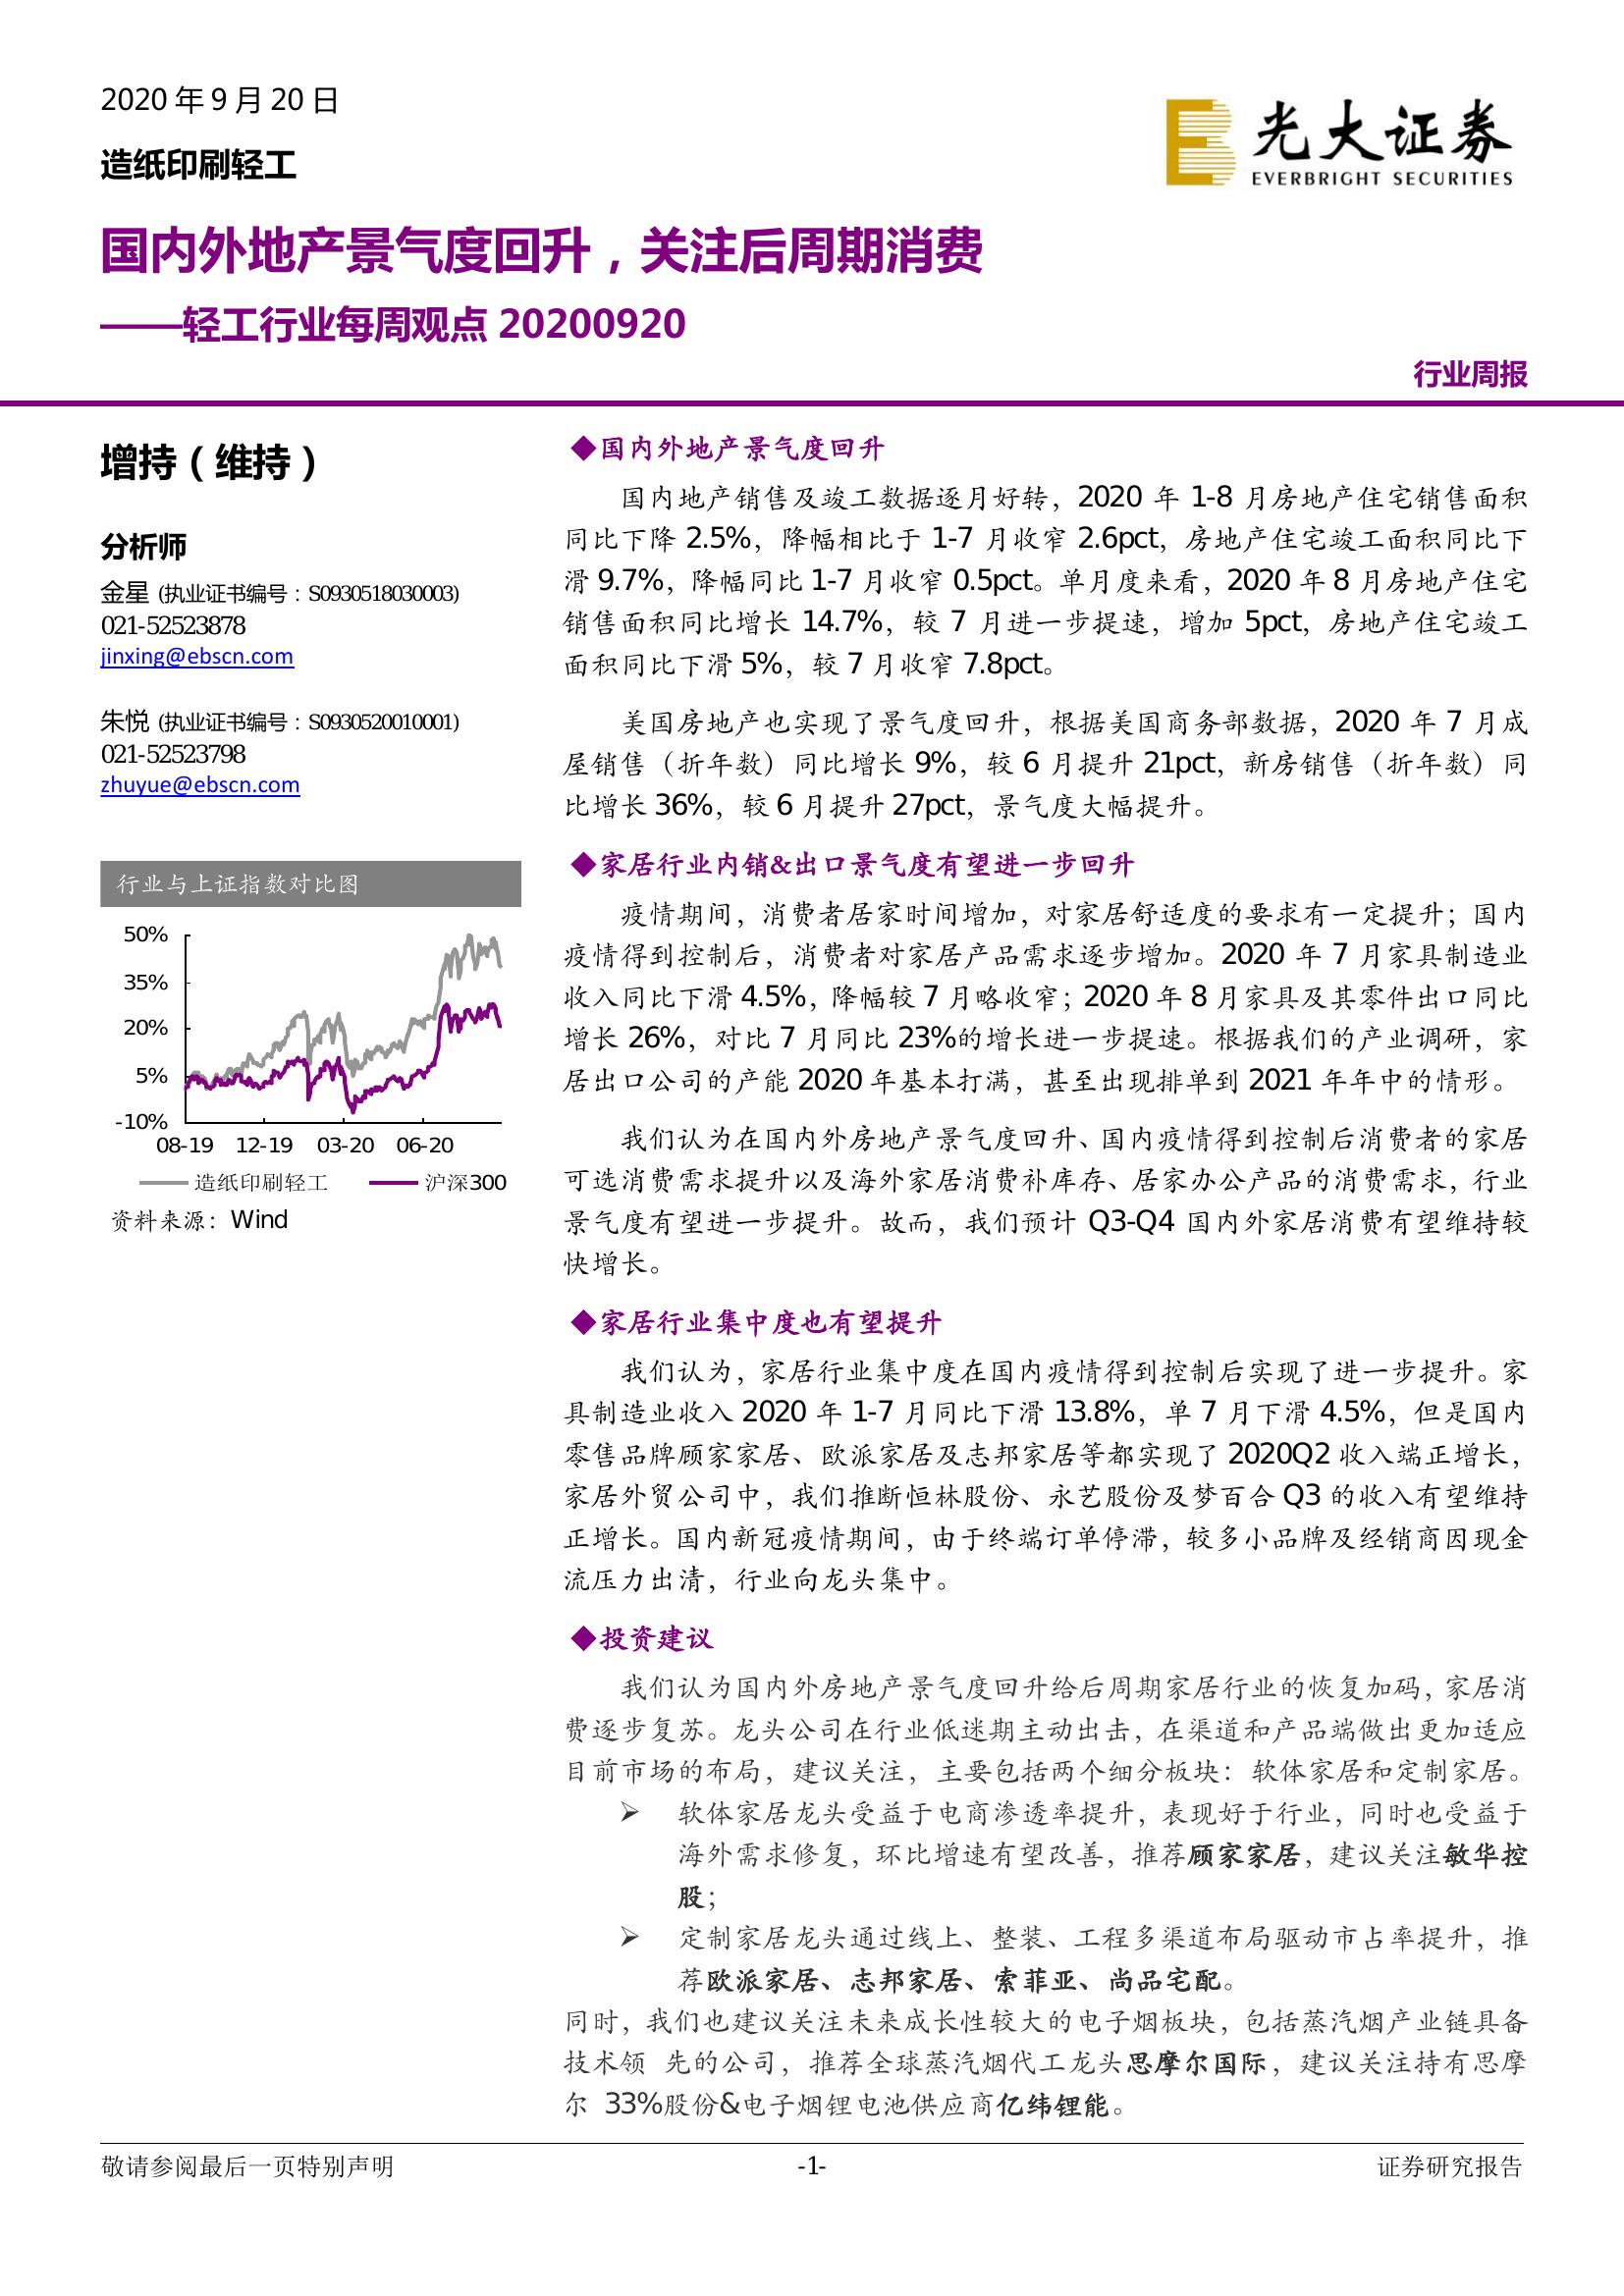 2020 年 9 月 20 日
造纸印刷轻工
光大证券
EVERBRIGHT SECURITIES
国内外地产景气度回升，关注后周期消费
——轻工行业每周观点 20200920
行业周报
增持（维持）
分析师
金星 (执业证书编号：S0930518030003)
021-52523878
jinxing@ebscn.com
朱悦 (执业证书编号：S0930520010001)
021-52523798
zhuyue@ebscn.com
行业与上证指数对比图
50%
35%
20%
5%
-10%
08-19 12-19 03-20 06-20
造纸印刷轻工 沪深300
资料来源：Wind
◆国内外地产景气度回升
国内地产销售及竣工数据逐月好转，2020 年 1-8 月房地产住宅销售面积
同比下降 2.5%，降幅相比于 1-7 月收窄 2.6pct，房地产住宅竣工面积同比下
滑 9.7%，降幅同比 1-7 月收窄 0.5pct。单月度来看，2020 年 8 月房地产住宅
销售面积同比增长 14.7%，较 7 月进一步提速，增加 5pct，房地产住宅竣工
面积同比下滑 5%，较 7 月收窄 7.8pct。
美国房地产也实现了景气度回升，根据美国商务部数据，2020 年 7 月成
屋销售（折年数）同比增长 9%，较 6 月提升 21pct，新房销售（折年数）同
比增长 36%，较 6 月提升 27pct，景气度大幅提升。
◆家居行业内销&出口景气度有望进一步回升
疫情期间，消费者居家时间增加，对家居舒适度的要求有一定提升；国内
疫情得到控制后，消费者对家居产品需求逐步增加。2020 年 7 月家具制造业
收入同比下滑 4.5%，降幅较 7 月略收窄；2020 年 8 月家具及其零件出口同比
增长 26%，对比 7 月同比 23%的增长进一步提速。根据我们的产业调研，家
居出口公司的产能 2020 年基本打满，甚至出现排单到 2021 年年中的情形。
我们认为在国内外房地产景气度回升、国内疫情得到控制后消费者的家居
可选消费需求提升以及海外家居消费补库存、居家办公产品的消费需求，行业
景气度有望进一步提升。故而，我们预计 Q3-Q4 国内外家居消费有望维持较
快增长。
◆家居行业集中度也有望提升
我们认为，家居行业集中度在国内疫情得到控制后实现了进一步提升。家
具制造业收入 2020 年 1-7 月同比下滑 13.8%，单 7 月下滑 4.5%，但是国内
零售品牌顾家家居、欧派家居及志邦家居等都实现了 2020Q2 收入端正增长，
家居外贸公司中，我们推断恒林股份、永艺股份及梦百合 Q3 的收入有望维持
正增长。国内新冠疫情期间，由于终端订单停滞，较多小品牌及经销商因现金
流压力出清，行业向龙头集中。
◆投资建议
我们认为国内外房地产景气度回升给后周期家居行业的恢复加码，家居消
费逐步复苏。龙头公司在行业低迷期主动出击，在渠道和产品端做出更加适应
目前市场的布局，建议关注，主要包括两个细分板块：软体家居和定制家居。
➢ 软体家居龙头受益于电商渗透率提升，表现好于行业，同时也受益于
海外需求修复，环比增速有望改善，推荐顾家家居，建议关注敏华控
股；
➢ 定制家居龙头通过线上、整装、工程多渠道布局驱动市占率提升，推
荐欧派家居、志邦家居、索菲亚、尚品宅配。
同时，我们也建议关注未来成长性较大的电子烟板块，包括蒸汽烟产业链具备
技术领 先的公司，推荐全球蒸汽烟代工龙头思摩尔国际，建议关注持有思摩
尔 33%股份&电子烟锂电池供应商亿纬锂能。
敬请参阅最后一页特别声明 -1- 证券研究报告